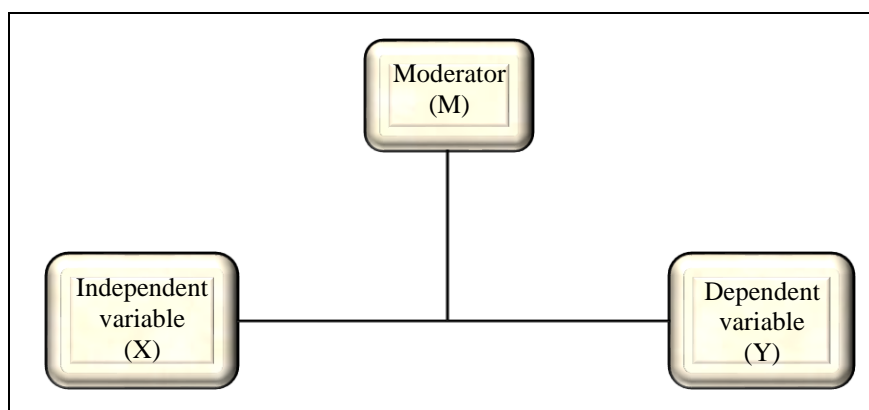 Moderator
(M)
Independent
variable
(X)
Dependent
variable
(Y)